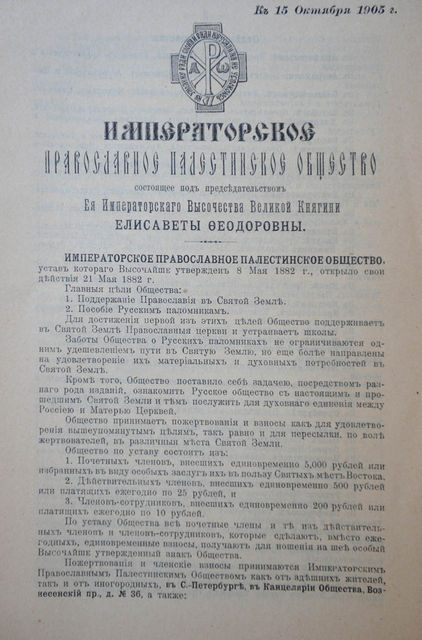 Къ 15 Октября 1905 г.
ИМПЕРАТОРСКОЕ
ПРАВОСЛАВНОЕ ПАЛЕСТИНСКОЕ ОБЩЕСТВО
состоящее подъ предсѣдательствомъ
Ея Императорскаго Высочества Великой Княгини
ЕЛИСАВЕТЫ ѲЕОДОРОВНЫ.
ИМПЕРАТОРСКОЕ ПРАВОСЛАВНОЕ ПАЛЕСТИНСКОЕ ОБЩЕСТВО,
уставъ котораго Высочайше утвержденъ 8 Мая 1882 г., открыло свои
дѣйствія 21 Мая 1882 г.
Главныя цѣли Общества:
1. Поддержаніе Православія въ Святой Землѣ.
2. Пособіе Русскимъ паломникамъ.
Для достиженія первой изъ этихъ цѣлей Общество поддерживаетъ
въ Святой Землѣ Православныя церкви и устраиваетъ школы.
Заботы Общества о Русскихъ паломникахъ не ограничиваются од-
нимъ удешевленіемъ пути въ Святую Землю, но еще болѣе направлены
на удовлетвореніе ихъ матеріальныхъ и духовныхъ потребностей въ
Святой Землѣ.
Кромѣ того, Общество поставило себѣ задачею, посредствомъ раз-
наго рода изданій, ознакомить Русское общество съ настоящимъ и про-
шедшимъ Святой Земли и тѣмъ послужить для духовнаго единенія между
Россіею и Матерью Церквей.
Общество принимаетъ пожертвованія и взносы какъ для удовлетво-
ренія вышеупомянутымъ цѣлямъ, такъ равно и для пересылки, по волѣ
жертвователей, въ различныя мѣста Святой Земли.
Общество по уставу состоитъ изъ:
1. Почетныхъ членовъ, внесшихъ единовременно 5,000 рублей или
избранныхъ въ виду особыхъ заслугъ ихъ въ пользу Святыхъ мѣстъ Востока.
2. Дѣйствительныхъ членовъ, внесшихъ единовременно 500 рублей
или платящихъ ежегодно по 25 рублей, и
3. Членовъ-сотрудниковъ, внесшихъ единовременно 200 рублей или
платящихъ ежегодно по 10 рублей.
По уставу Общества всѣ почетные члены и тѣ изъ дѣйствитель-
ныхъ членовъ и членовъ-сотрудниковъ, которые сдѣлаютъ, вмѣсто еже-
годныхъ, единовременные взносы, получаютъ для ношенія на шеѣ особый
Высочайше утвержденный знакъ Общества.
Пожертвованія и членскіе взносы принимаются Императорскимъ
Православнымъ Палестинскимъ Обществомъ какъ отъ здѣшнихъ жителей,
такъ и отъ иногородныхъ, въ С.-Петербургѣ, въ Канцеляріи Общества, Воз-
несенскій пр., д. № 36, а также: